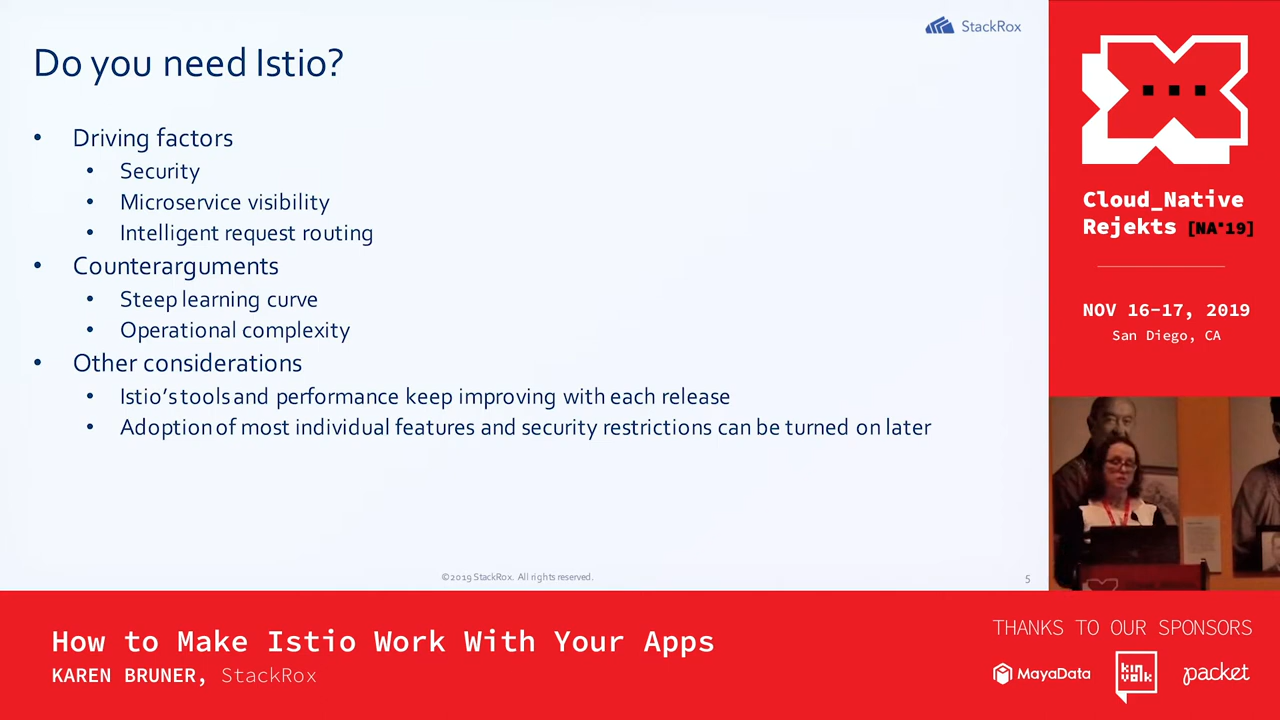 StackRox
Do you need Istio?
• Driving factors
• Security
• Microservice visibility
• Intelligent request routing
• Counterarguments
• Steep learning curve
• Operational complexity
• Other considerations
• Istio's tools and performance keep improving with each release
• Adoption of most individual features and security restrictions can be turned on later
©2019 StackRox. All rights reserved.
5
Cloud_Native
Rejekts [NA'19]
NOV 16-17, 2019
San Diego, CA
How to Make Istio Work With Your Apps
KAREN BRUNER, StackRox
THANKS TO OUR SPONSORS
MayaData
kinvolk
packet